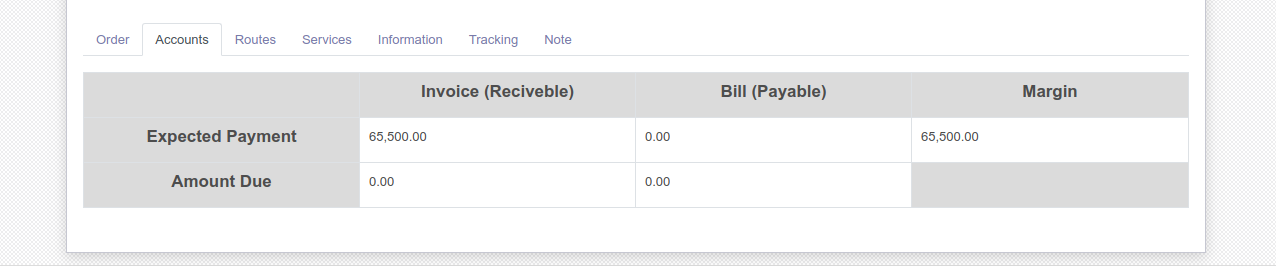 Order Accounts Routes Services Information Tracking Note
Invoice (Reciveble) Bill (Payable) Margin
Expected Payment 65,500.00 0.00 65,500.00
Amount Due 0.00 0.00